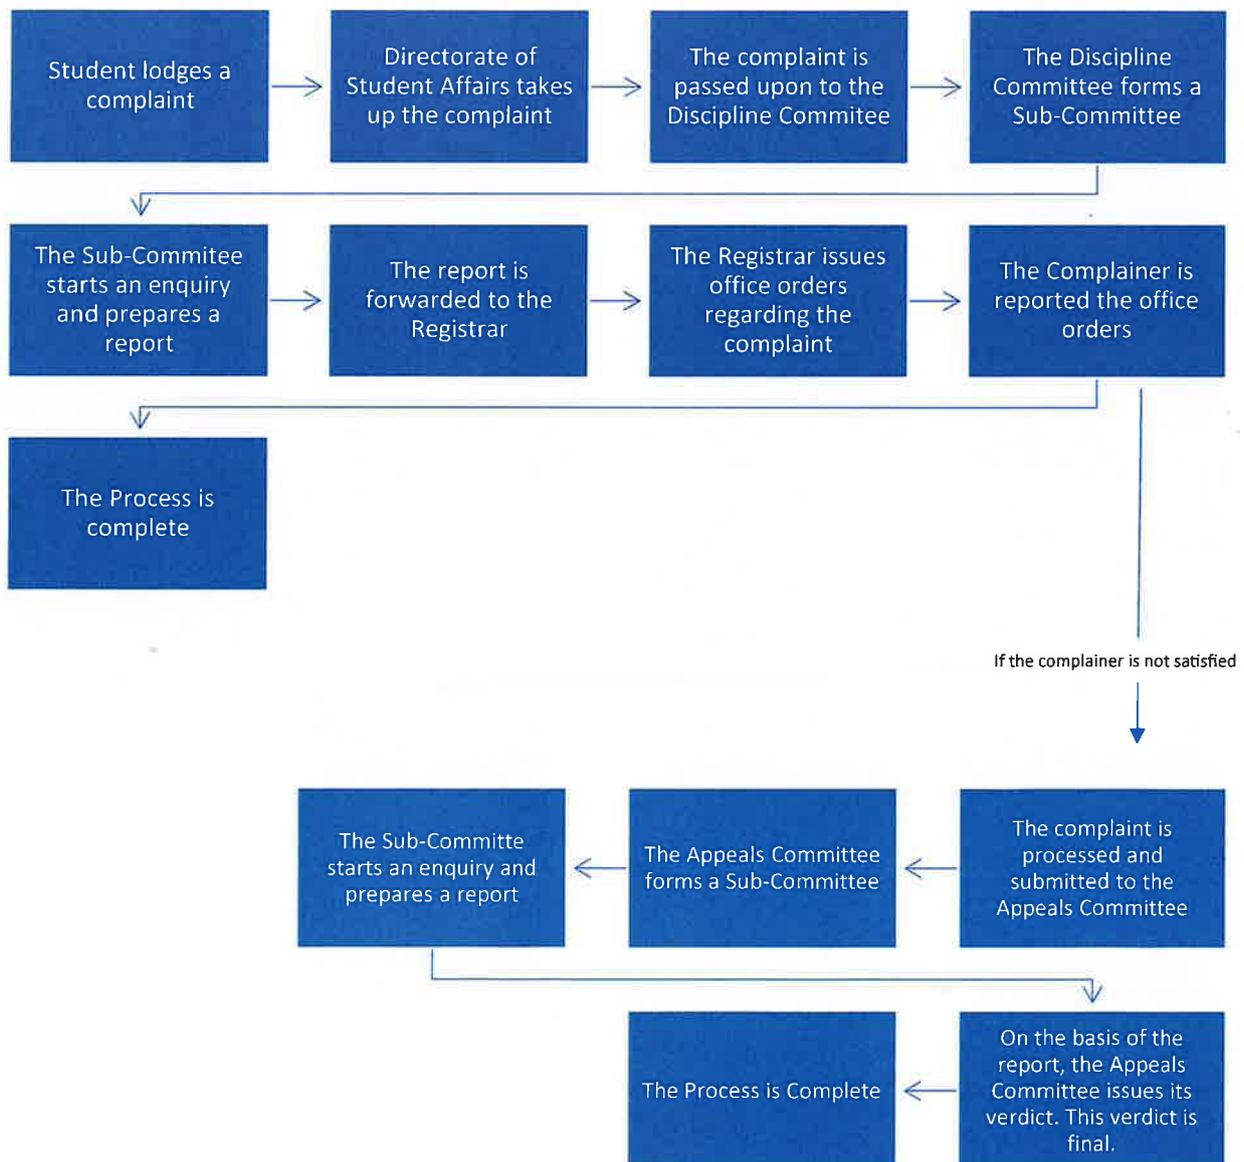 Student lodges a
complaint
Directorate of
Student Affairs takes
up the complaint
The complaint is
passed upon to the
Discipline Commitee
The Discipline
Committee forms a
Sub-Committee
The Sub-Commitee
starts an enquiry
and prepares a
report
The report is
forwarded to the
Registrar
The Registrar issues
office orders
regarding the
complaint
The Complainer is
reported the office
orders
The Process is
complete
If the complainer is not satisfied
The complaint is
processed and
submitted to the
Appeals Committee
The Appeals Committee
forms a Sub-Committee
The Sub-Committe
starts an enquiry and
prepares a report
On the basis of the
report, the Appeals
Committee issues its
verdict. This verdict is
final.
The Process is Complete